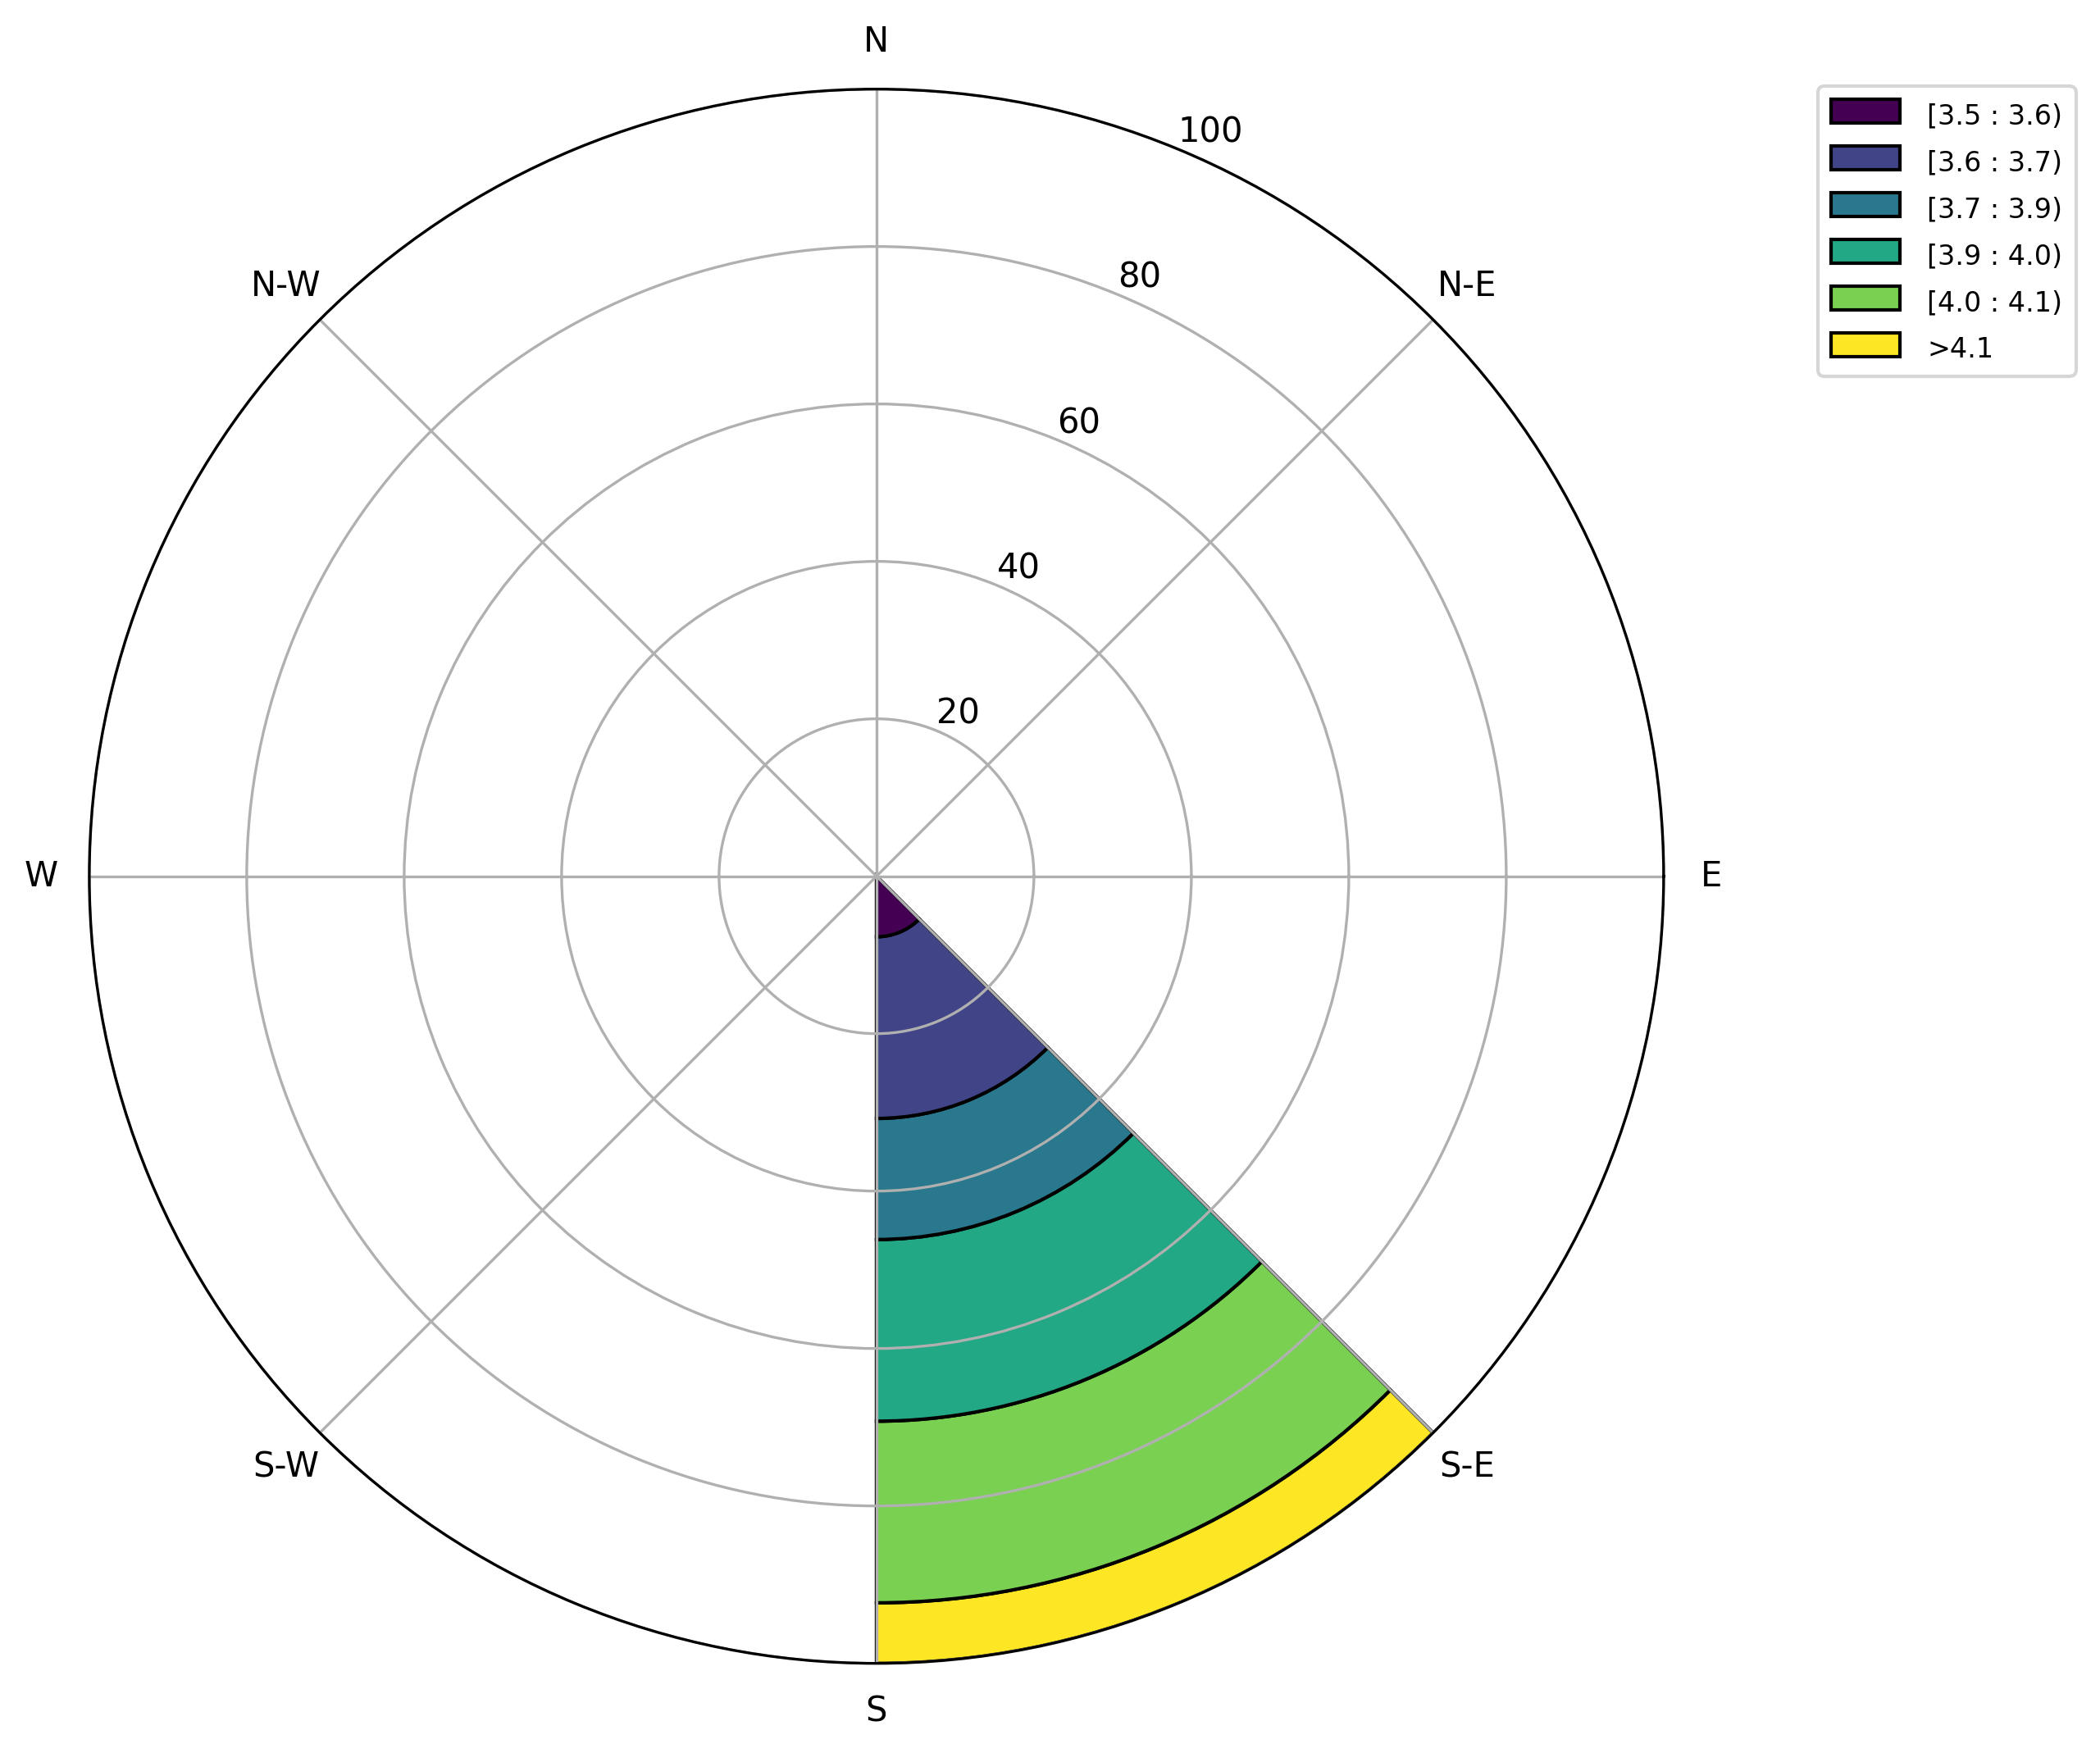 N
100
[3.5 : 3.6)
[3.6 : 3.7)
[3.7 : 3.9)
[3.9 : 4.0)
[4.0 : 4.1)
>4.1
N-W
80
N-E
60
40
20
W
E
S-W
S-E
S